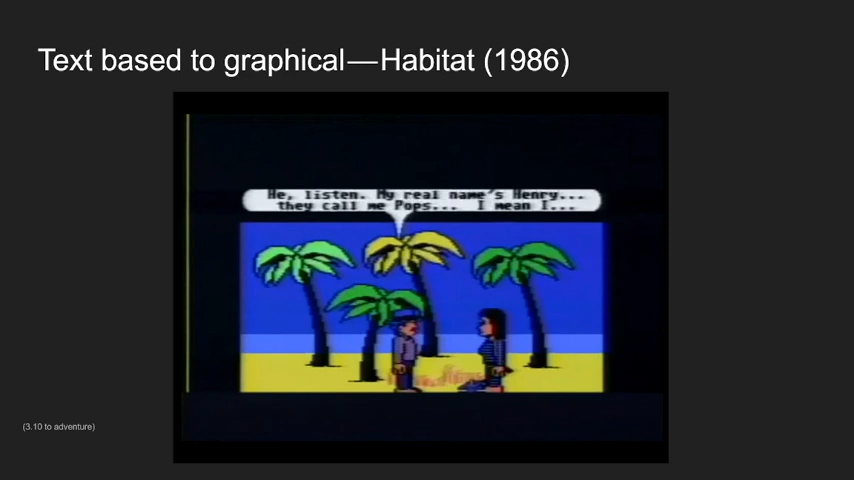 Text based to graphical—Habitat (1986)
He, listen. My real name's Henry...
they call me Pops... I mean I...
(3.10 to adventure)